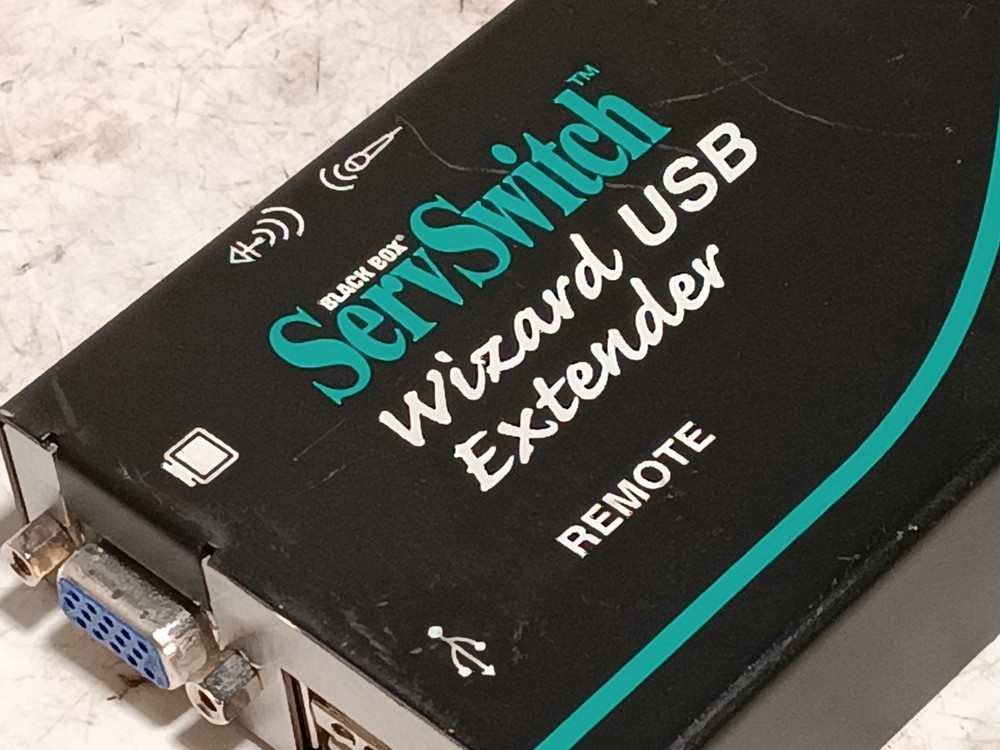 BLACK BOX®
ServSwitch™
Wizard USB
Extender
REMOTE